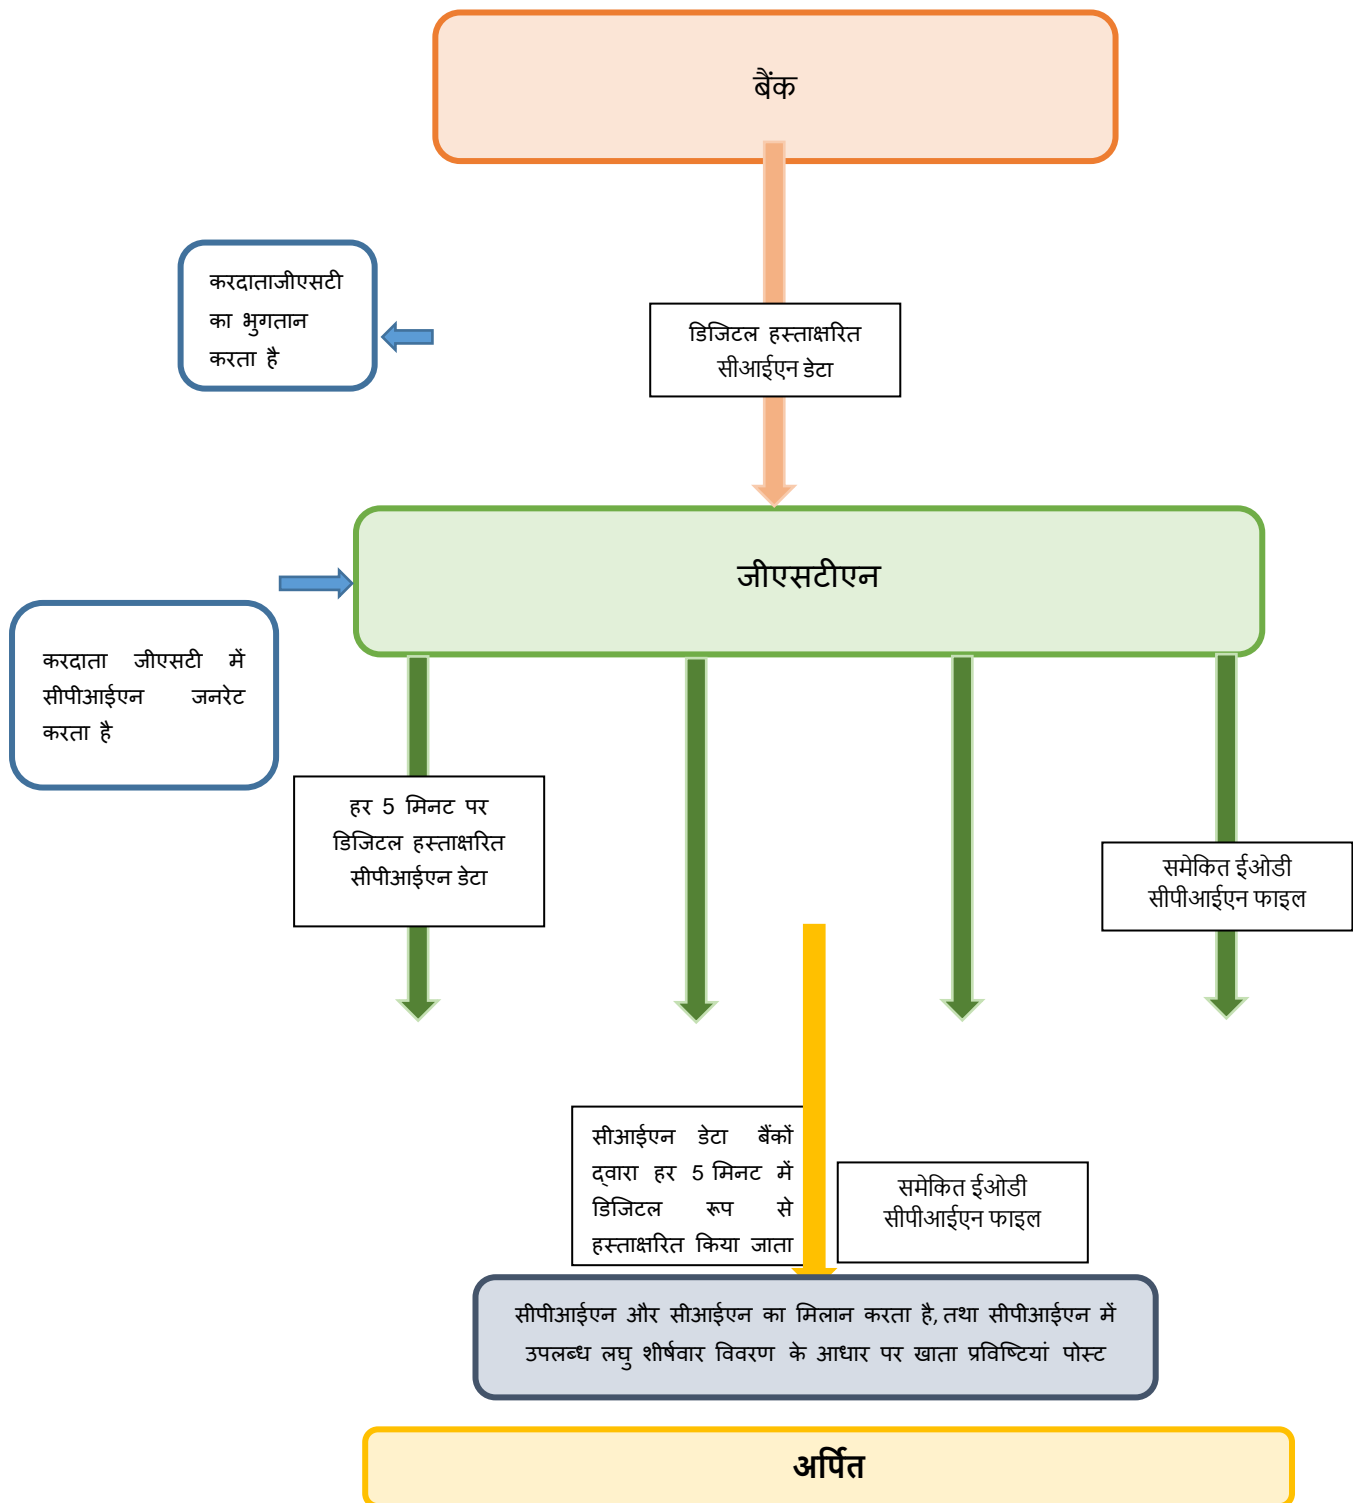 बैंक
करदाताजीएसटी
का भुगतान
करता है
डिजिटल हस्ताक्षरित
सीआईएन डेटा
जीएसटीएन
करदाता जीएसटी में
सीपीआईएन जनरेट
करता है
हर 5 मिनट पर
डिजिटल हस्ताक्षरित
सीपीआईएन डेटा
समेकित ईओडी
सीपीआईएन फाइल
सीआईएन डेटा बैंकों
द्वारा हर 5 मिनट में
डिजिटल रूप से
हस्ताक्षरित किया जाता
समेकित ईओडी
सीपीआईएन फाइल
सीपीआईएन और सीआईएन का मिलान करता है, तथा सीपीआईएन में
उपलब्ध लघु शीर्षवार विवरण के आधार पर खाता प्रविष्टियां पोस्ट
अर्पित